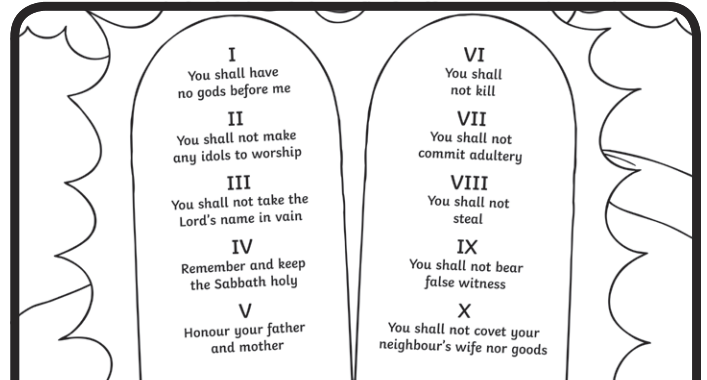 I
You shall have
no gods before me
II
You shall not make
any idols to worship
III
You shall not take the
Lord's name in vain
IV
Remember and keep
the Sabbath holy
V
Honour your father
and mother
VI
You shall
not kill
VII
You shall not
commit adultery
VIII
You shall not
steal
IX
You shall not bear
false witness
X
You shall not covet your
neighbour's wife nor goods